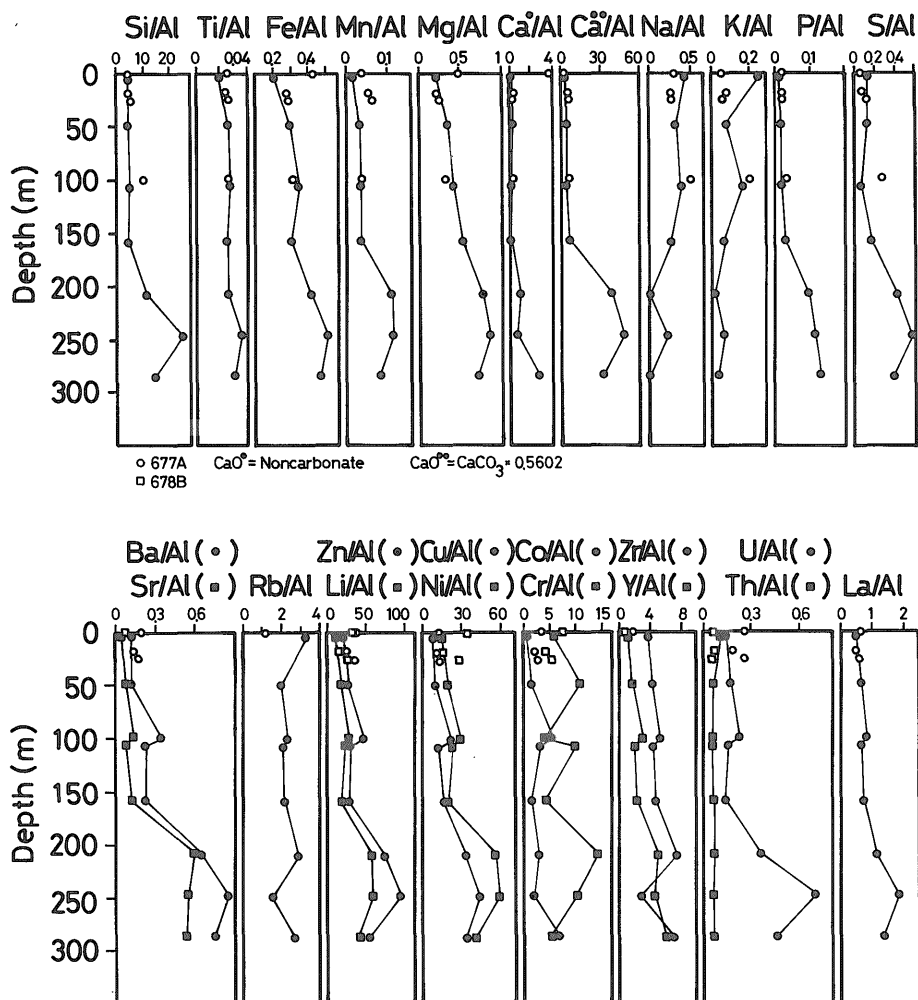 Si/Al Ti/Al Fe/Al Mn/Al Mg/Al Ca*/Al Ca**/Al Na/Al K/Al P/Al S/Al
0 10 20 0 0.04 0 0.2 0.4 0 0.1 0 0.5 1 0 2 4 0 30 60 0 0.5 0 0.2 0 0.1 0 0.2 0.4
0
50
100
150
200
250
300
Depth (m)
677A
678B
CaO* = Noncarbonate
CaO** = CaCO₃ * 0,5602
Ba/Al ( ● ) Zn/Al ( ● ) Cu/Al ( ● ) Co/Al ( ● ) Zr/Al ( ● ) U/Al ( ● )
Sr/Al ( ■ ) Rb/Al Li/Al ( ■ ) Ni/Al ( ■ ) Cr/Al ( ■ ) Y/Al ( ■ ) Th/Al ( ■ ) La/Al
0 0.3 0.6 0 2 4 0 50 100 0 30 60 0 5 10 15 0 4 8 0 0.3 0.6 0 1 2
0
50
100
150
200
250
300
Depth (m)